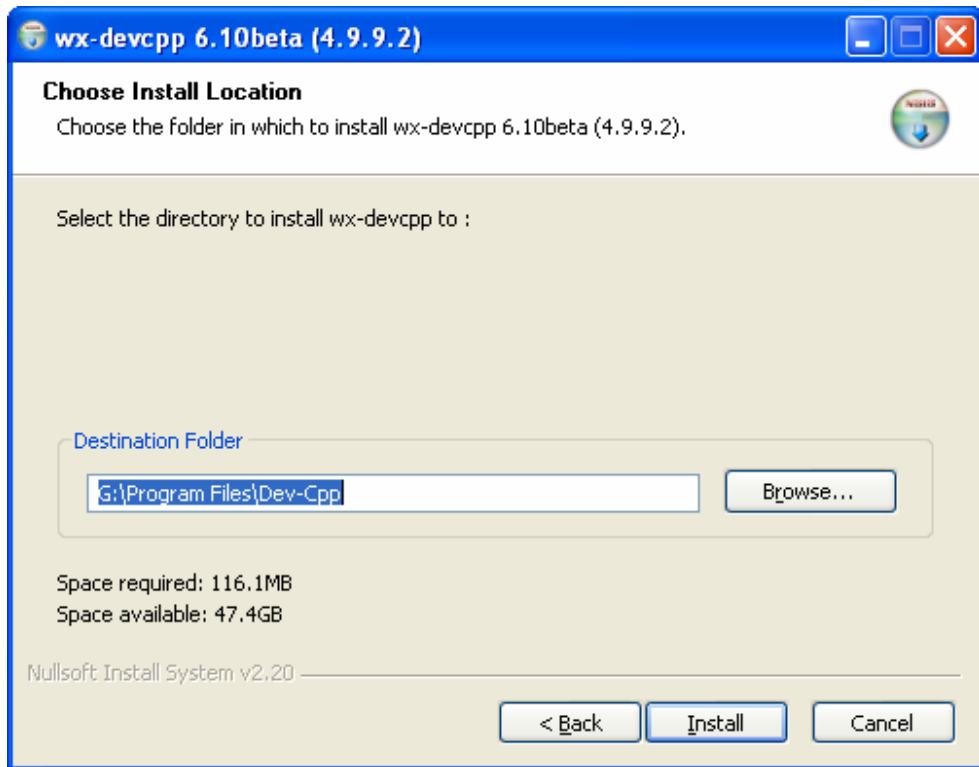 wx-devcpp 6.10beta (4.9.9.2)
Choose Install Location
Choose the folder in which to install wx-devcpp 6.10beta (4.9.9.2).
Select the directory to install wx-devcpp to :
Destination Folder
G:\Program Files\Dev-Cpp
Browse...
Space required: 116.1MB
Space available: 47.4GB
Nullsoft Install System v2.20
< Back
Install
Cancel